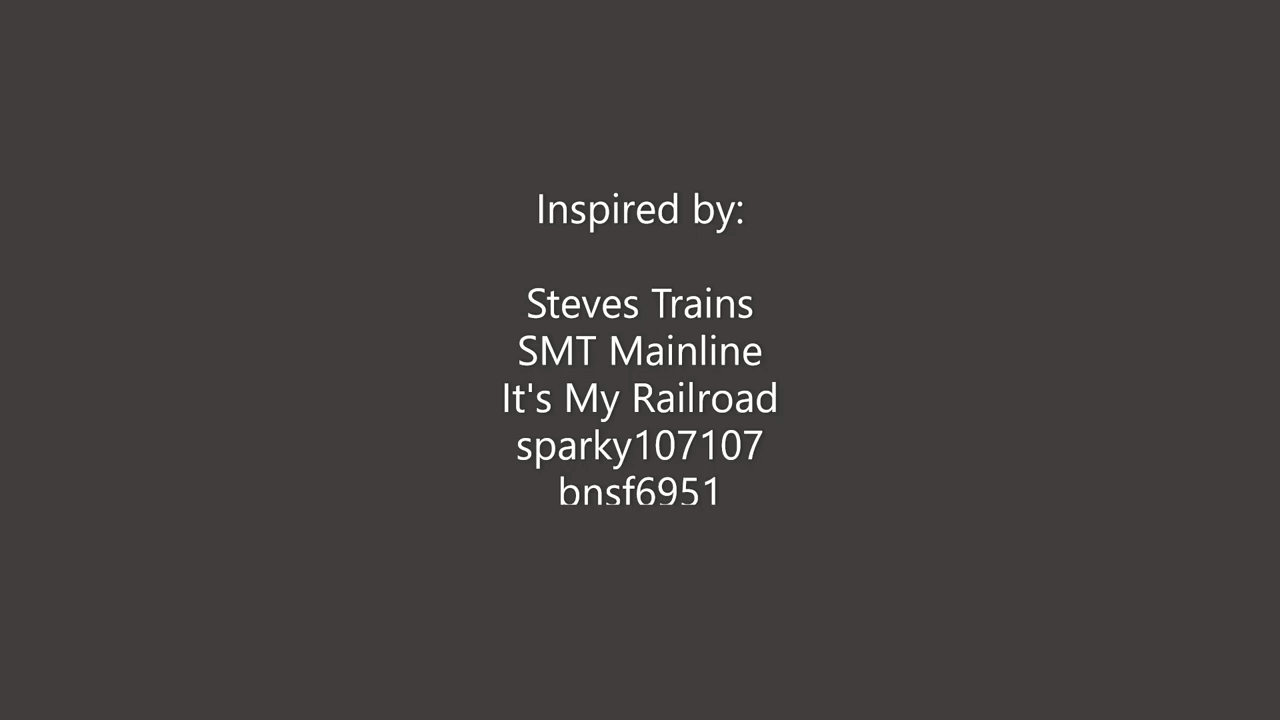 Inspired by:
Steves Trains
SMT Mainline
It's My Railroad
sparky107107
bnsf6951